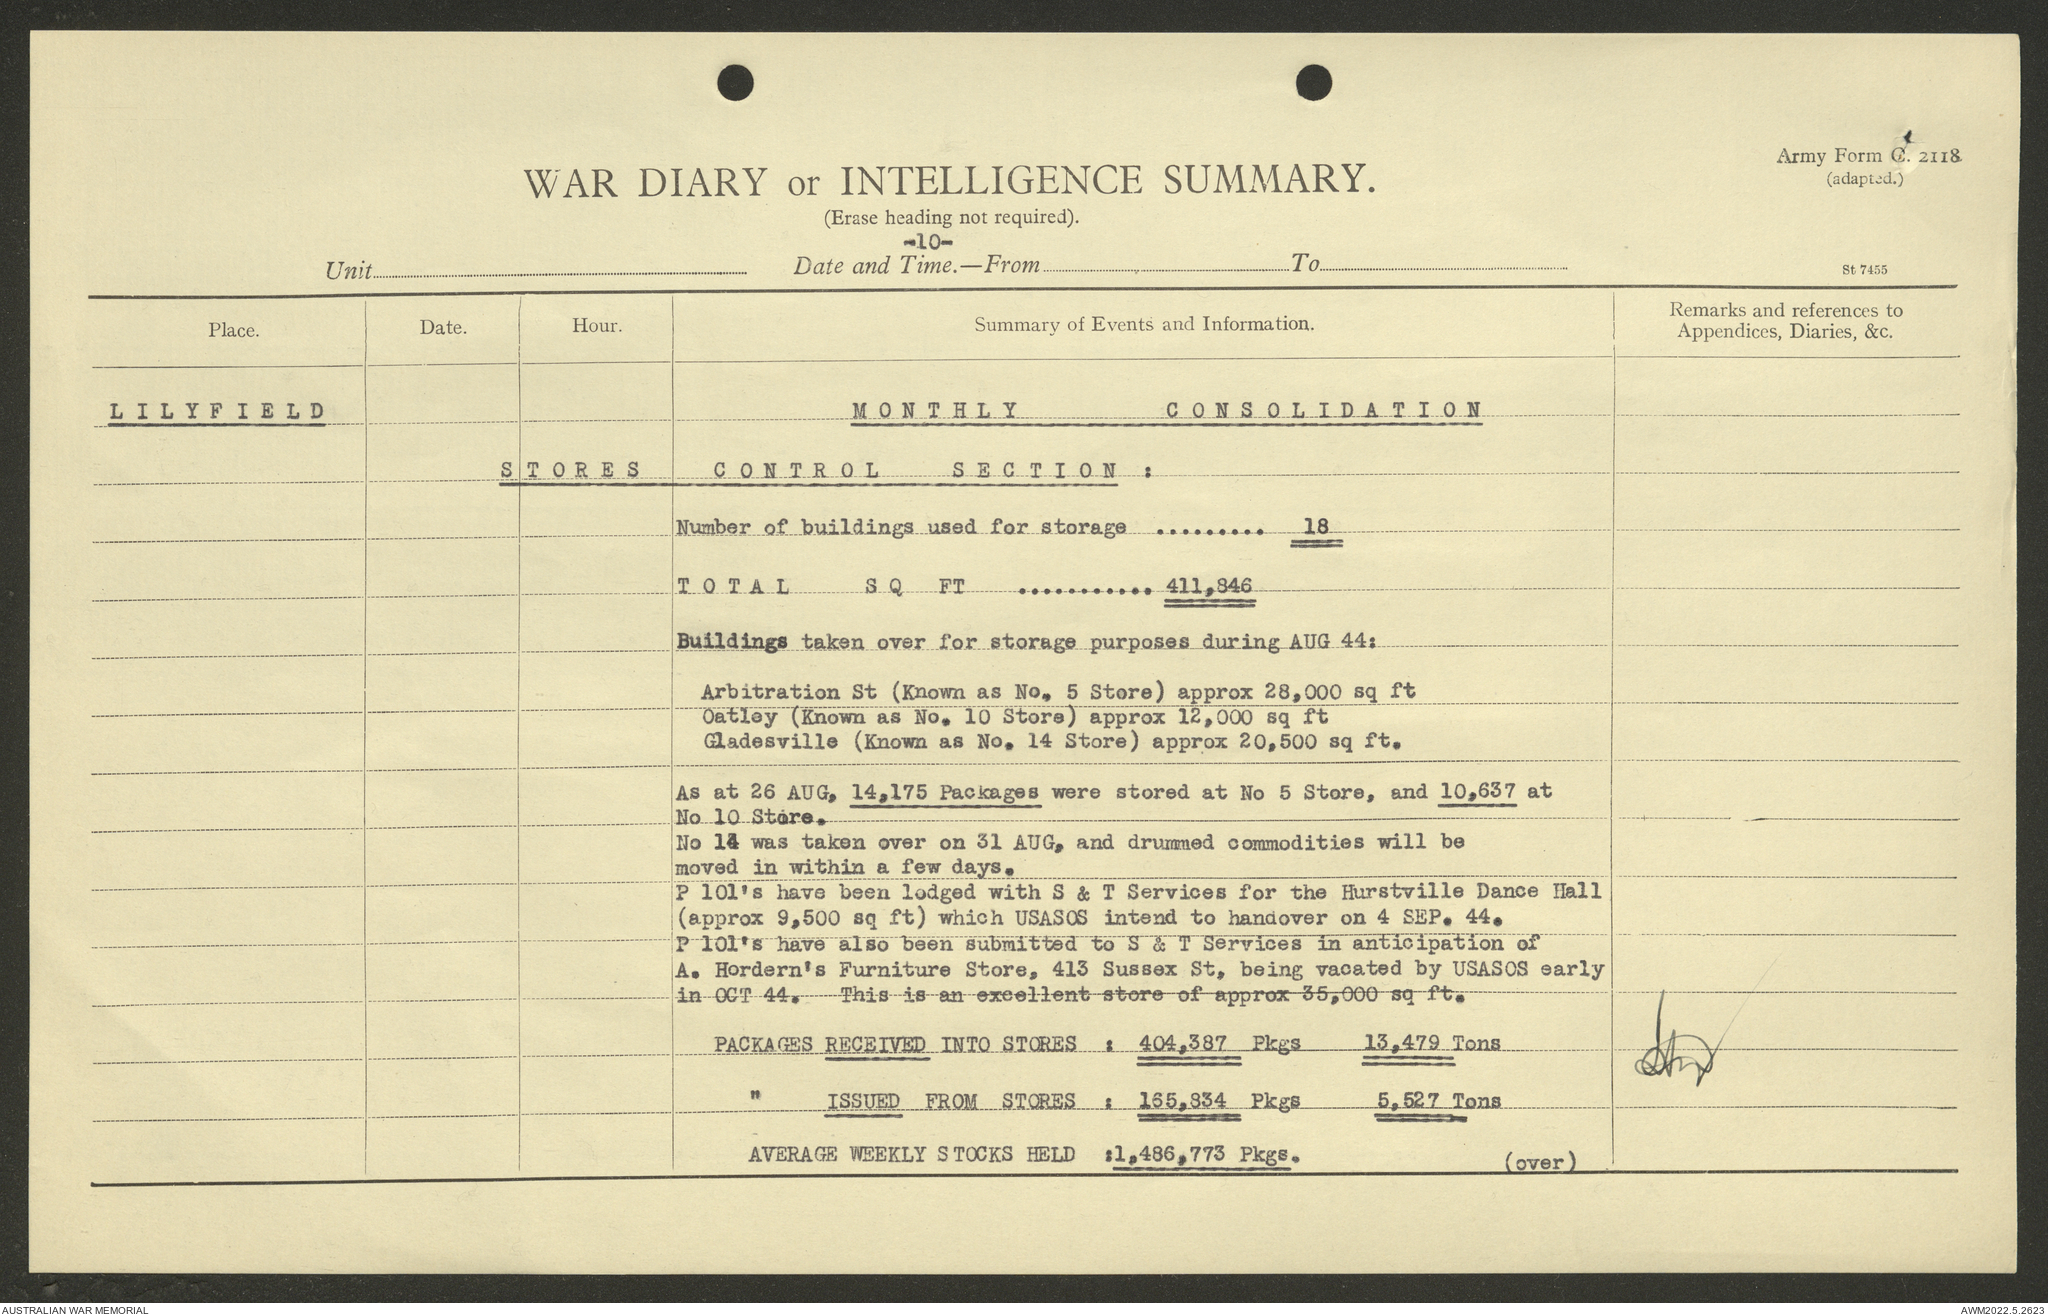 Army Form C. 2118
(adapted.)
WAR DIARY or INTELLIGENCE SUMMARY.
(Erase heading not required).
-10-
Unit Date and Time.—From To
St 7455
Place. Date. Hour. Summary of Events and Information. Remarks and references to
Appendices, Diaries, &c.
LILYFIELD MONTHLY CONSOLIDATION
STORES CONTROL SECTION :
Number of buildings used for storage ......... 18
TOTAL SQ FT ........... 411,846
Buildings taken over for storage purposes during AUG 44:
Arbitration St (Known as No. 5 Store) approx 28,000 sq ft
Oatley (Known as No. 10 Store) approx 12,000 sq ft
Gladesville (Known as No. 14 Store) approx 20,500 sq ft.
As at 26 AUG, 14,175 Packages were stored at No 5 Store, and 10,637 at
No 10 Store.
No 14 was taken over on 31 AUG, and drummed commodities will be
moved in within a few days.
P 101's have been lodged with S & T Services for the Hurstville Dance Hall
(approx 9,500 sq ft) which USASOS intend to handover on 4 SEP. 44.
P 101's have also been submitted to S & T Services in anticipation of
A. Hordern's Furniture Store, 413 Sussex St, being vacated by USASOS early
in OCT 44. This is an excellent store of approx 35,000 sq ft.
PACKAGES RECEIVED INTO STORES : 404,387 Pkgs 13,479 Tons
" ISSUED FROM STORES : 165,834 Pkgs 5,527 Tons
AVERAGE WEEKLY STOCKS HELD :1,486,773 Pkgs.
(over)
AUSTRALIAN WAR MEMORIAL AWM2022.5.2623